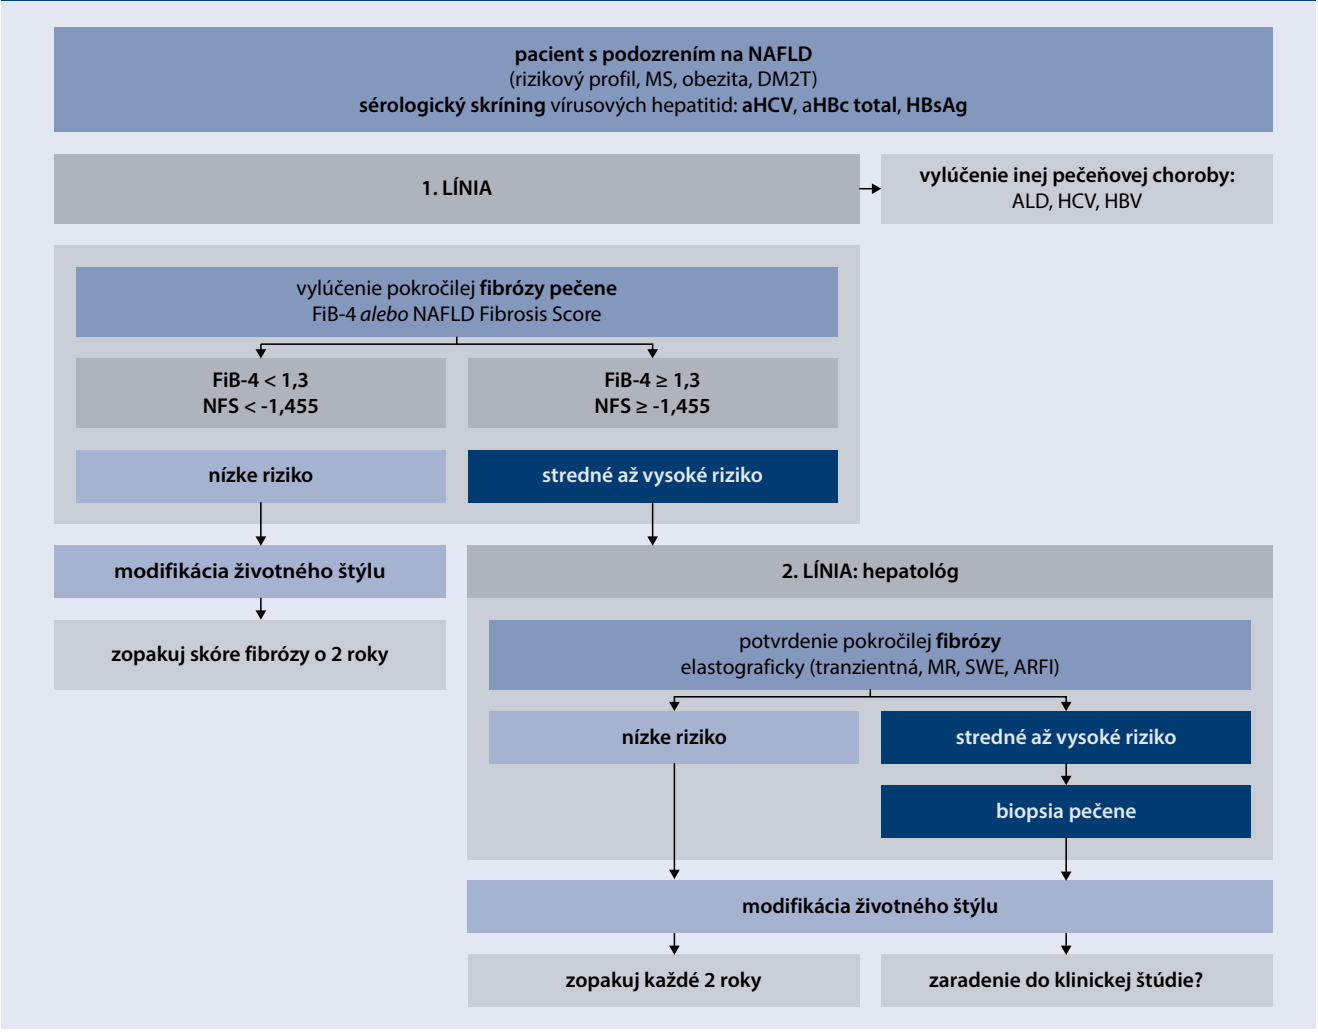 pacient s podozrením na NAFLD
(rizikový profil, MS, obezita, DM2T)
sérologický skríning vírusových hepatitid: aHCV, aHBc total, HBsAg
1. LÍNIA
vylúčenie inej pečeňovej choroby:
ALD, HCV, HBV
vylúčenie pokročilej fibrózy pečene
FiB-4 alebo NAFLD Fibrosis Score
FiB-4 < 1,3
NFS < -1,455
FiB-4 ≥ 1,3
NFS ≥ -1,455
nízke riziko
stredné až vysoké riziko
modifikácia životného štýlu
zopakuj skóre fibrózy o 2 roky
2. LÍNIA: hepatológ
potvrdenie pokročilej fibrózy
elastograficky (tranzientná, MR, SWE, ARFI)
nízke riziko
stredné až vysoké riziko
biopsia pečene
modifikácia životného štýlu
zopakuj každé 2 roky
zaradenie do klinickej štúdie?